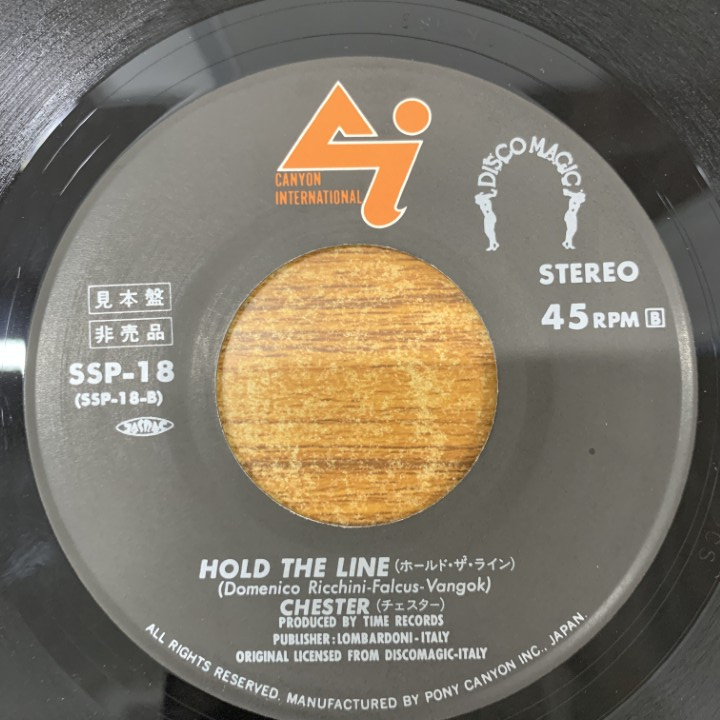 CANYON
INTERNATIONAL
DISCO MAGIC
STEREO
45 RPM B
見本盤
非売品
SSP-18
(SSP-18-B)
JASRAC
HOLD THE LINE (ホールド・ザ・ライン)
(Domenico Ricchini-Falcus-Vangok)
CHESTER (チェスター)
PRODUCED BY TIME RECORDS
PUBLISHER:LOMBARDONI-ITALY
ORIGINAL LICENSED FROM DISCOMAGIC-ITALY
ALL RIGHTS RESERVED. MANUFACTURED BY PONY CANYON INC., JAPAN.